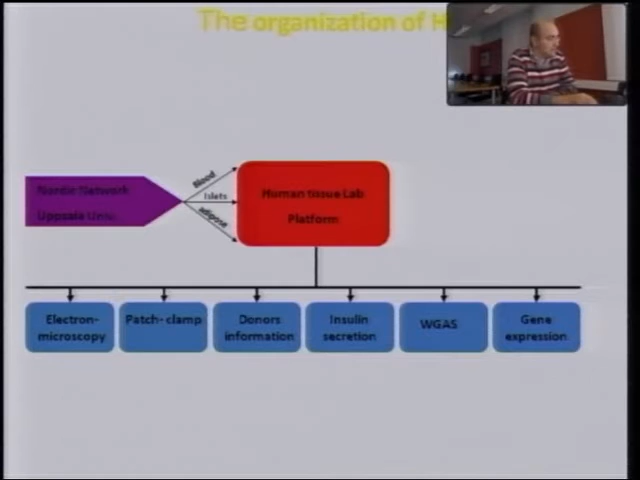 The organization of H
Nordic Network
Uppsala Univ.
Blood
Islets
Human tissue Lab
Platform
Electron-
microscopy
Patch- clamp
Donors
information
Insulin
secretion
WGAS
Gene
expression